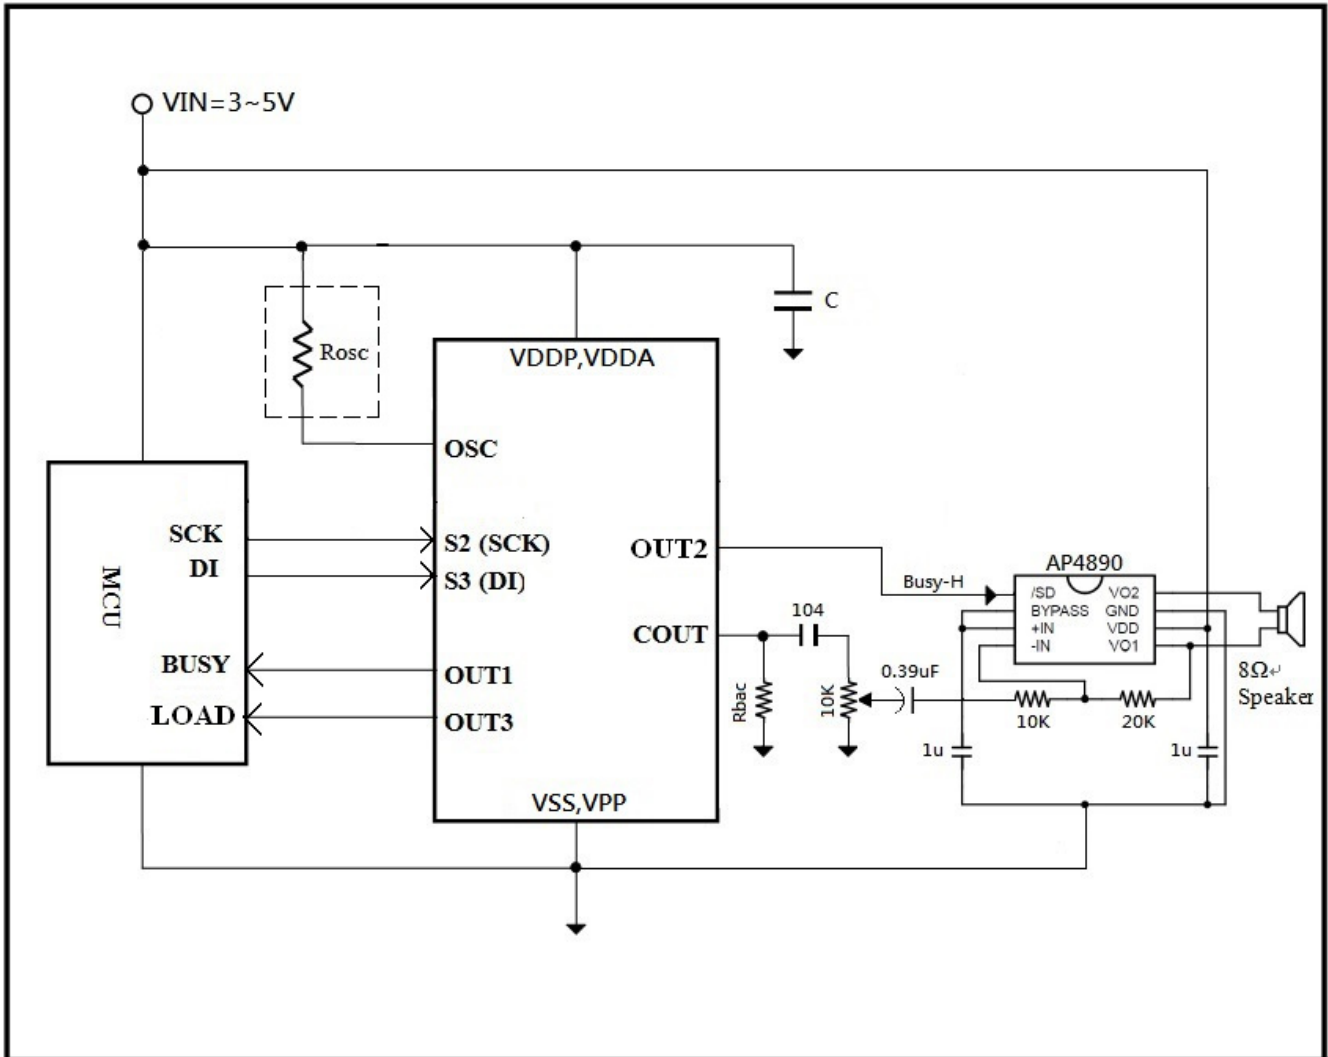 VIN=3~5V
C
Rosc
VDDP,VDDA
OSC
SCK
DI
MCU
BUSY
LOAD
S2 (SCK)
S3 (DI)
OUT1
OUT3
OUT2
COUT
VSS,VPP
Busy-H
104
Rbac
10K
0.39uF
AP4890
/SD
BYPASS
+IN
-IN
VO2
GND
VDD
VO1
10K
20K
1u
1u
8Ω↵
Speaker